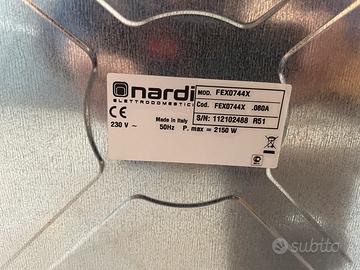 nardi
ELETTRODOMESTICI
MOD. FEX0744X
Cod. FEX0744X .080A
S/N: 112102488 R51
CE
Made in Italy
230 V ~ 50Hz P. max = 2150 W
subito